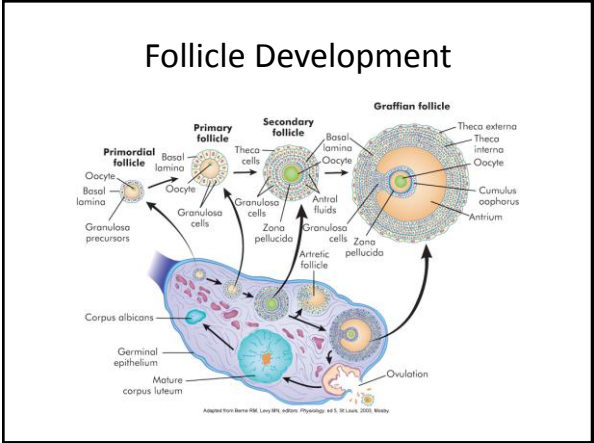 Follicle Development
Graffian follicle
Secondary
follicle
Primary
follicle
Primordial
follicle
Theca externa
Theca
interna
Oocyte
Cumulus
oophorus
Antrium
Basal
lamina
Oocyte
Theca
cells
Basal
lamina
Oocyte
Basal
lamina
Oocyte
Granulosa
precursors
Granulosa
cells
Granulosa
cells
Zona
pellucida
Antral
fluids
Granulosa
cells
Zona
pellucida
Artretic
follicle
Corpus albicans
Germinal
epithelium
Mature
corpus luteum
Ovulation
Adapted from Berne RM, Levy MN, editors: Physiology, ed 5, St Louis, 2003, Mosby.